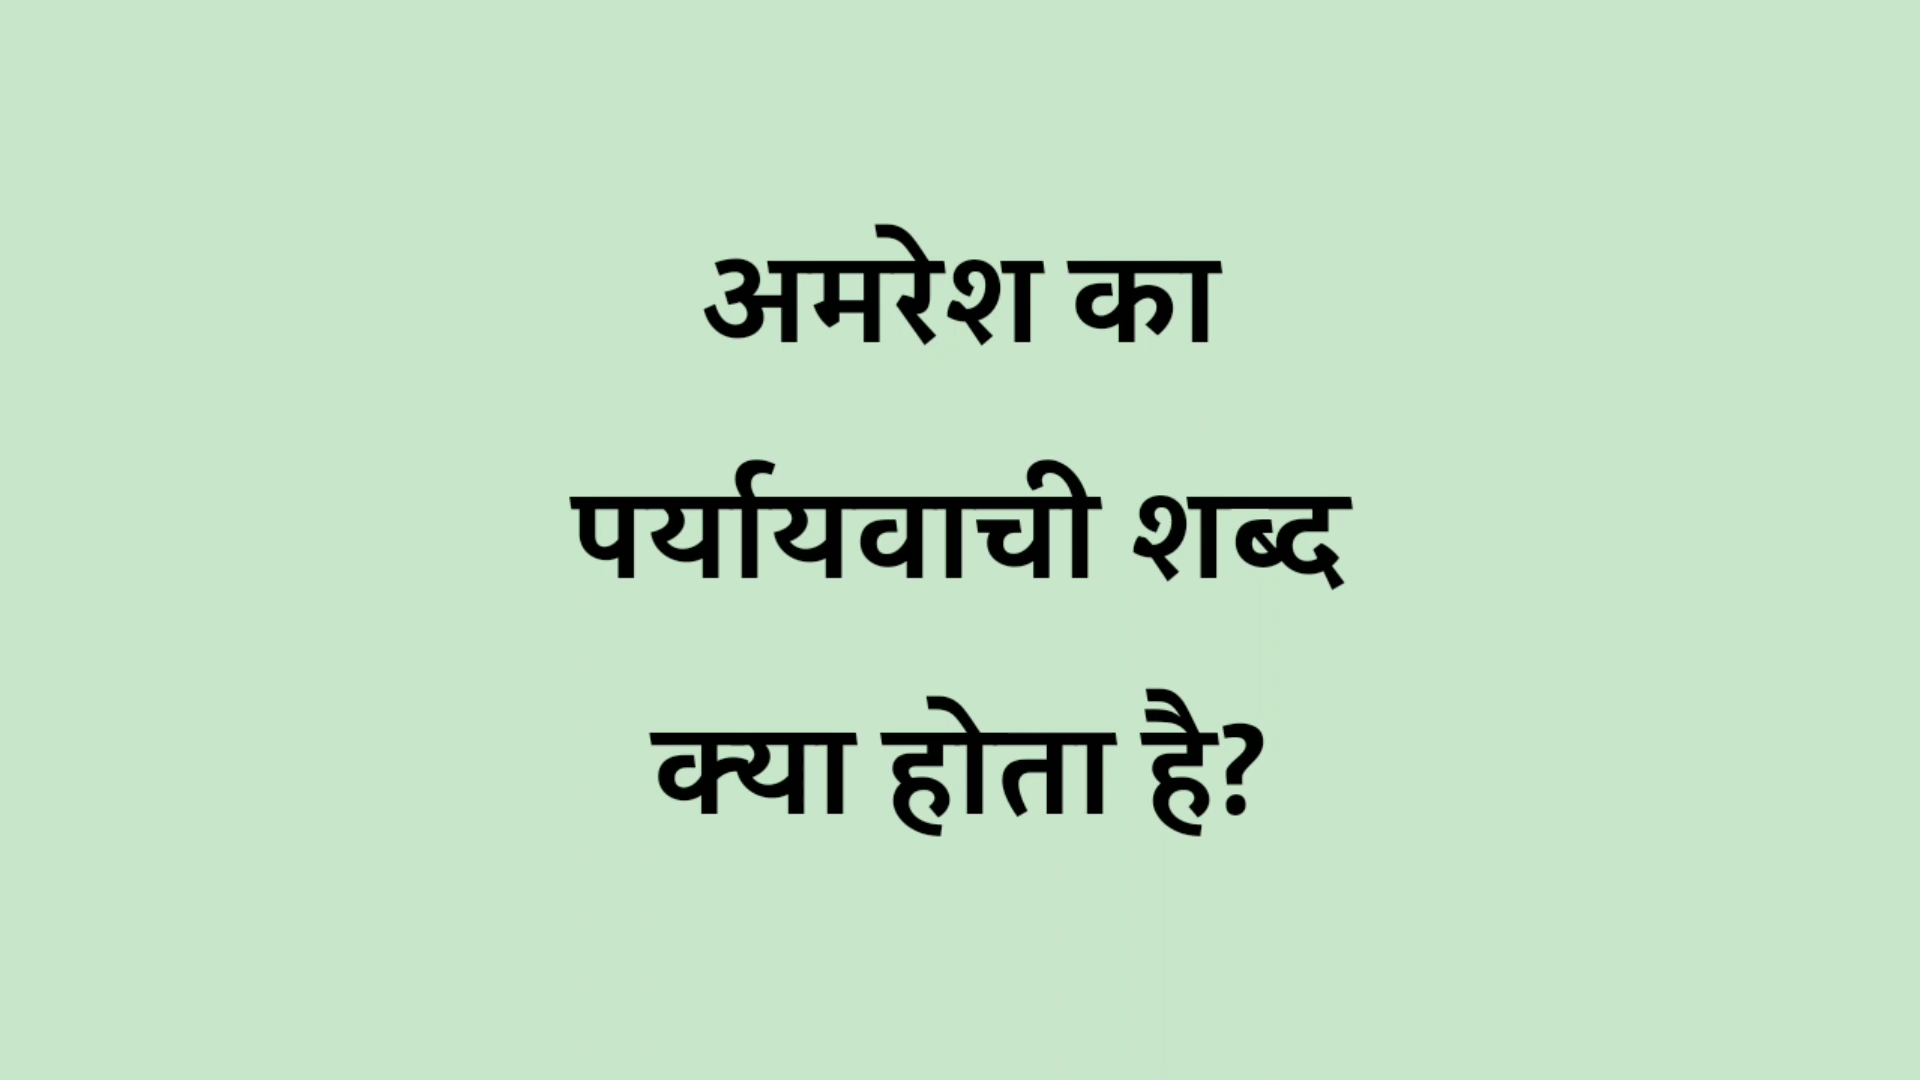 अमरेश का
पर्यायवाची शब्द
क्या होता है?